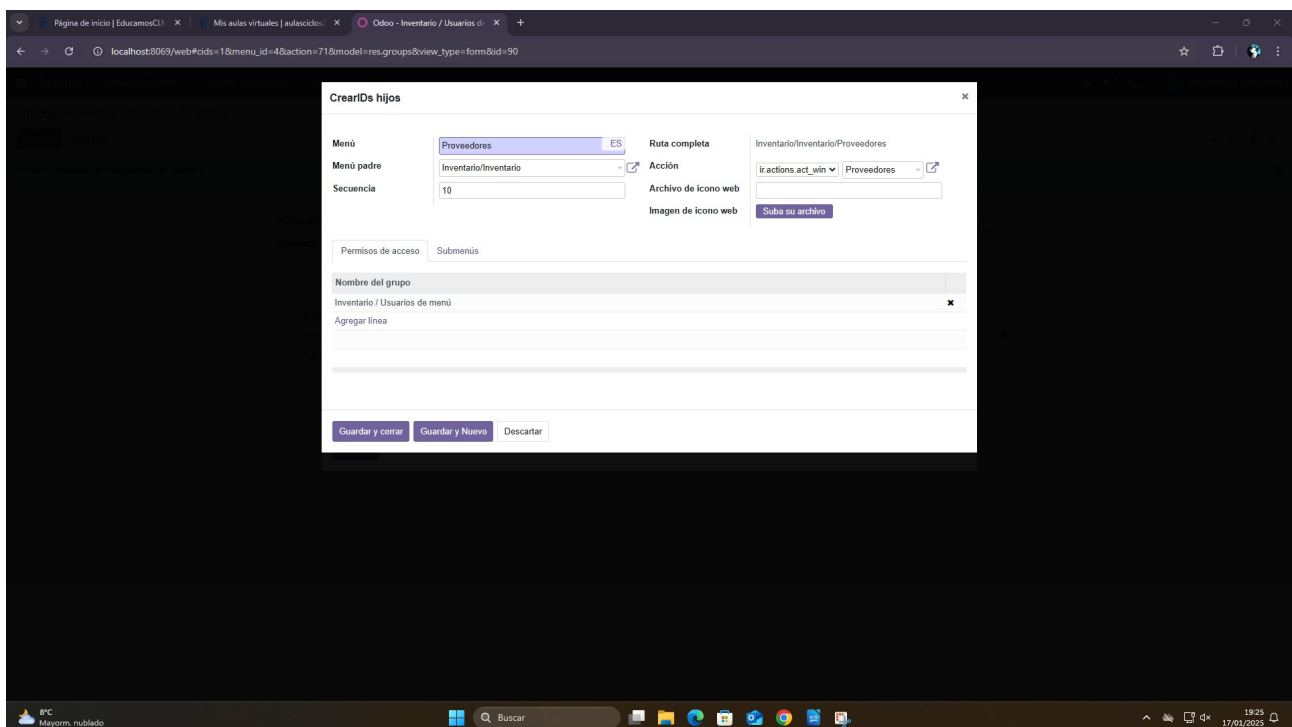 Página de inicio | EducamosCL
Mis aulas virtuales | aulasciclos
Odoo - Inventario / Usuarios de
localhost:8069/web#cids=1&menu_id=4&action=71&model=res.groups&view_type=form&id=90
CrearIDs hijos
Menú
Proveedores
ES
Ruta completa
Inventario/Inventario/Proveedores
Menú padre
Inventario/Inventario
Acción
ir.actions.act_win
Proveedores
Secuencia
10
Archivo de icono web
Imagen de icono web
Suba su archivo
Permisos de acceso
Submenús
Nombre del grupo
Inventario / Usuarios de menú
Agregar línea
Guardar y cerrar
Guardar y Nuevo
Descartar
8°C
Mayorm. nublado
Buscar
19:25
17/01/2025